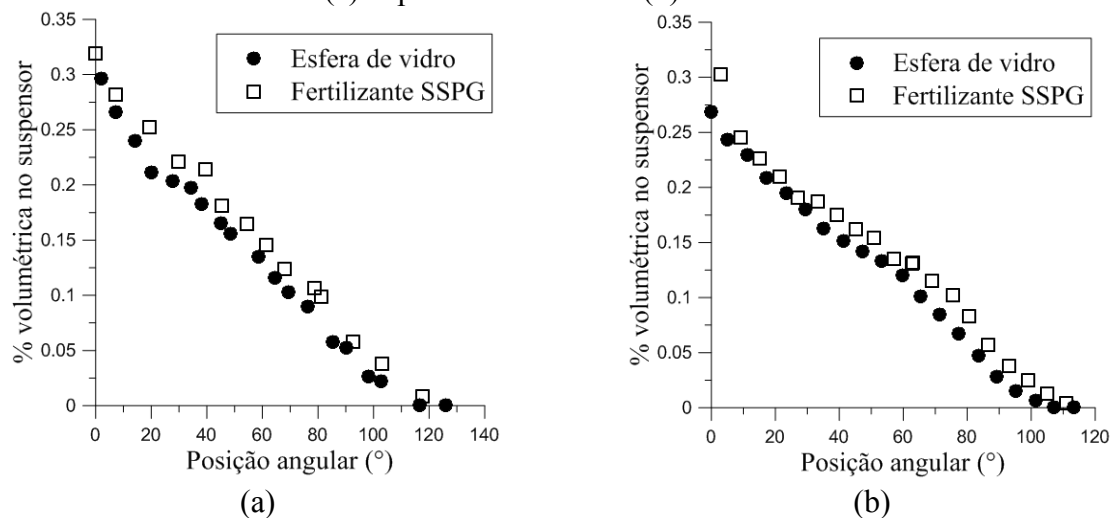 0.35
0.3
0.25
0.2
0.15
0.1
0.05
0
% volumétrica no suspensor
Esfera de vidro
Fertilizante SSPG
0 20 40 60 80 100 120 140
Posição angular (°)
(a)
0.35
0.3
0.25
0.2
0.15
0.1
0.05
0
% volumétrica no suspensor
Esfera de vidro
Fertilizante SSPG
0 20 40 60 80 100 120
Posição angular (°)
(b)